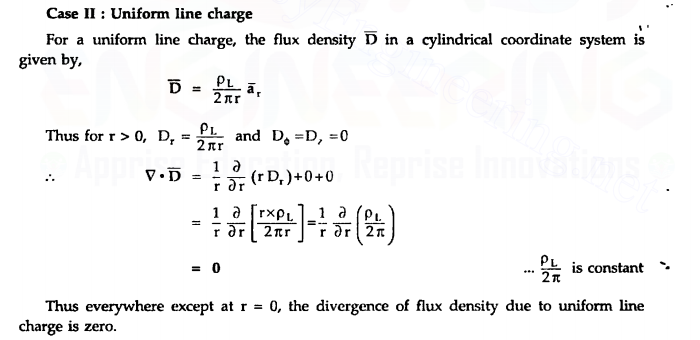 Case II : Uniform line charge
For a uniform line charge, the flux density D̅ in a cylindrical coordinate system is
given by,
D̅ = ρL / 2πr a̅r
Thus for r > 0, Dr = ρL / 2πr and Dϕ = D, = 0
∴ ∇ • D̅ = 1/r ∂/∂r (r Dr)+0+0
= 1/r ∂/∂r [r×ρL / 2πr] = 1/r ∂/∂r (ρL / 2π)
= 0 ... ρL / 2π is constant
Thus everywhere except at r = 0, the divergence of flux density due to uniform line
charge is zero.